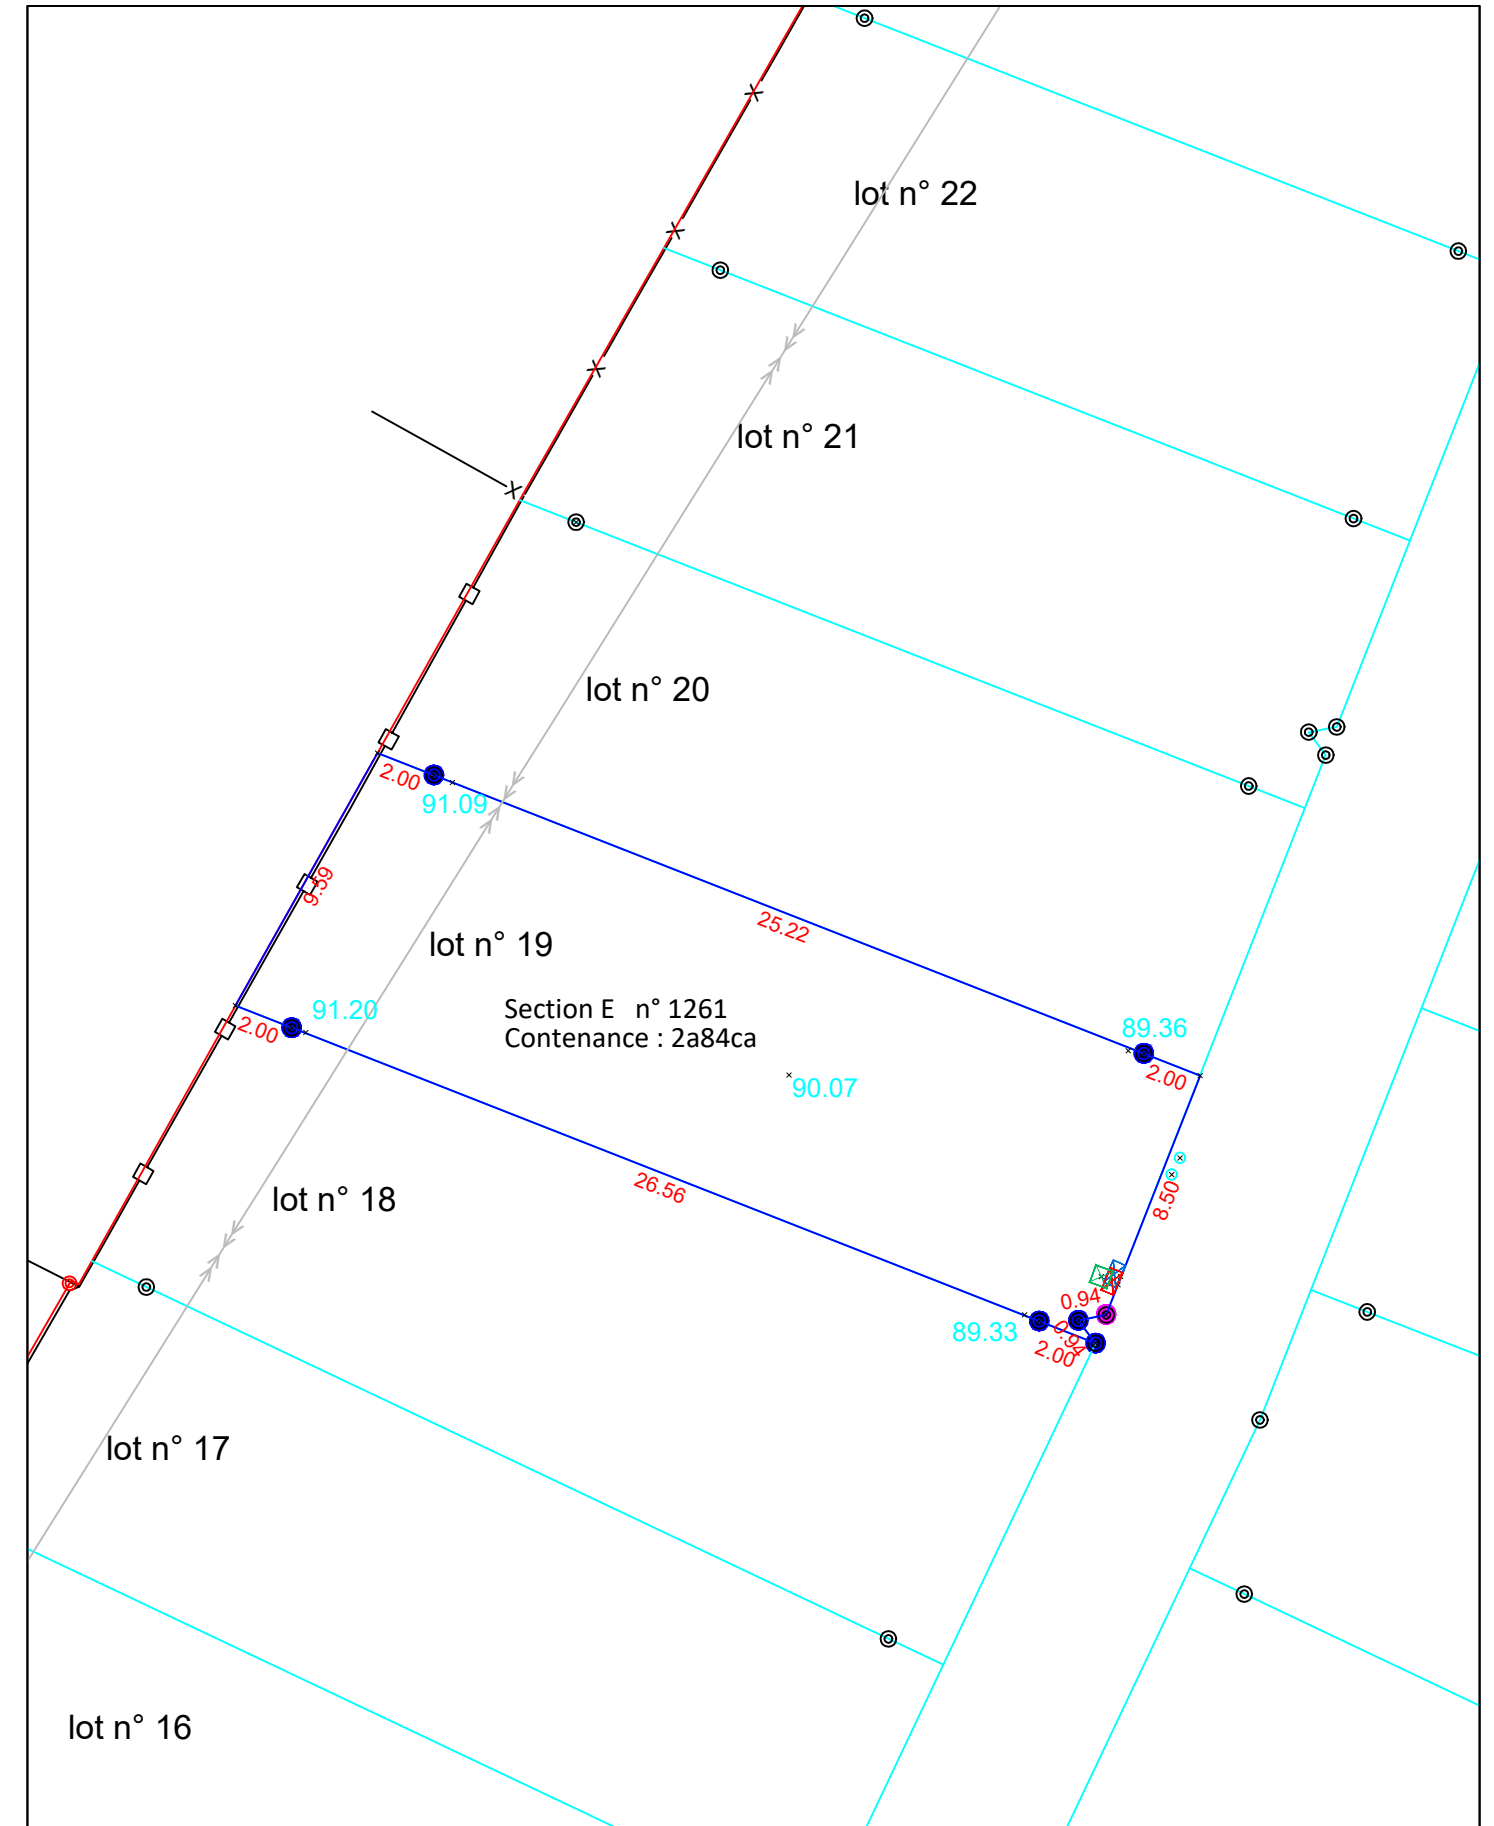 lot n° 22
lot n° 21
lot n° 20
2.00
91.09
9.59
25.22
lot n° 19
91.20
Section E n° 1261
Contenance : 2a84ca
2.00
89.36
2.00
90.07
26.56
8.50
lot n° 18
0.94
89.33
0.94
2.00
lot n° 17
lot n° 16